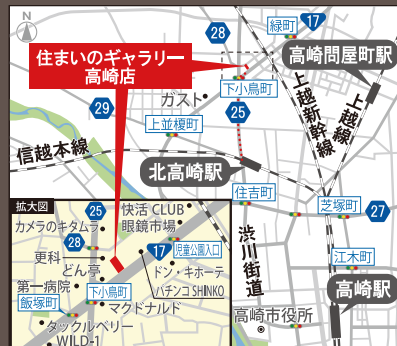 N
28
緑町
17
住まいのギャラリー
高崎店
高崎問屋町駅
下小鳥町
ガスト
上越新幹線
上越線
29
25
上並榎町
信越本線
北高崎駅
住吉町
芝塚町
27
渋川街道
江木町
高崎駅
高崎市役所
拡大図
25
快活CLUB
カメラのキタムラ
眼鏡市場
28
17
児童公園入口
更科
どん亭
ドン・キホーテ
第一病院
下小鳥町
パチンコ SHINKO
飯塚町
マクドナルド
タックルベリー
WILD-1